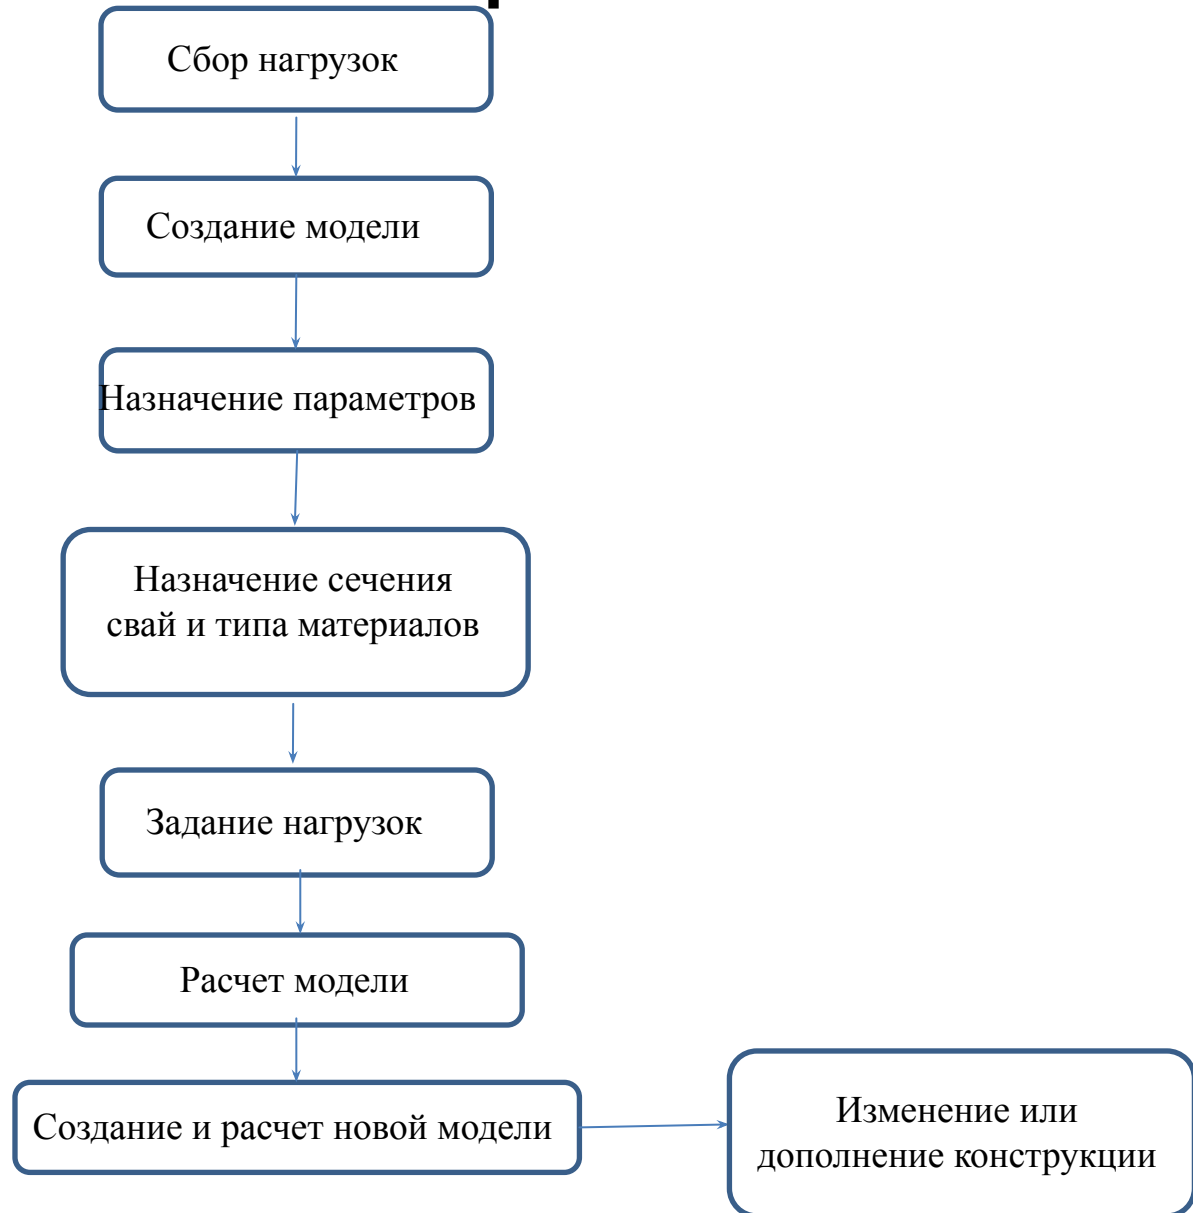 Сбор нагрузок
Создание модели
Назначение параметров
Назначение сечения
свай и типа материалов
Задание нагрузок
Расчет модели
Создание и расчет новой модели
Изменение или
дополнение конструкции